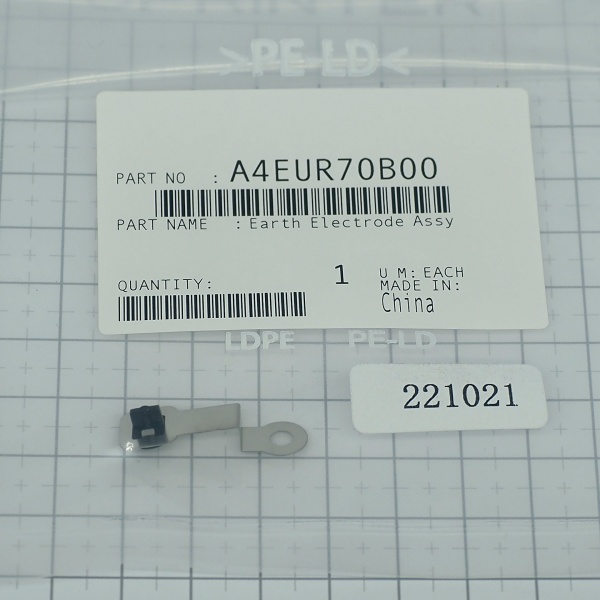 >PE-LD<
PART NO : A4EUR70B00
PART NAME : Earth Electrode Assy
QUANTITY: 1 U M: EACH
MADE IN:
China
LDPE PE-LD
221021